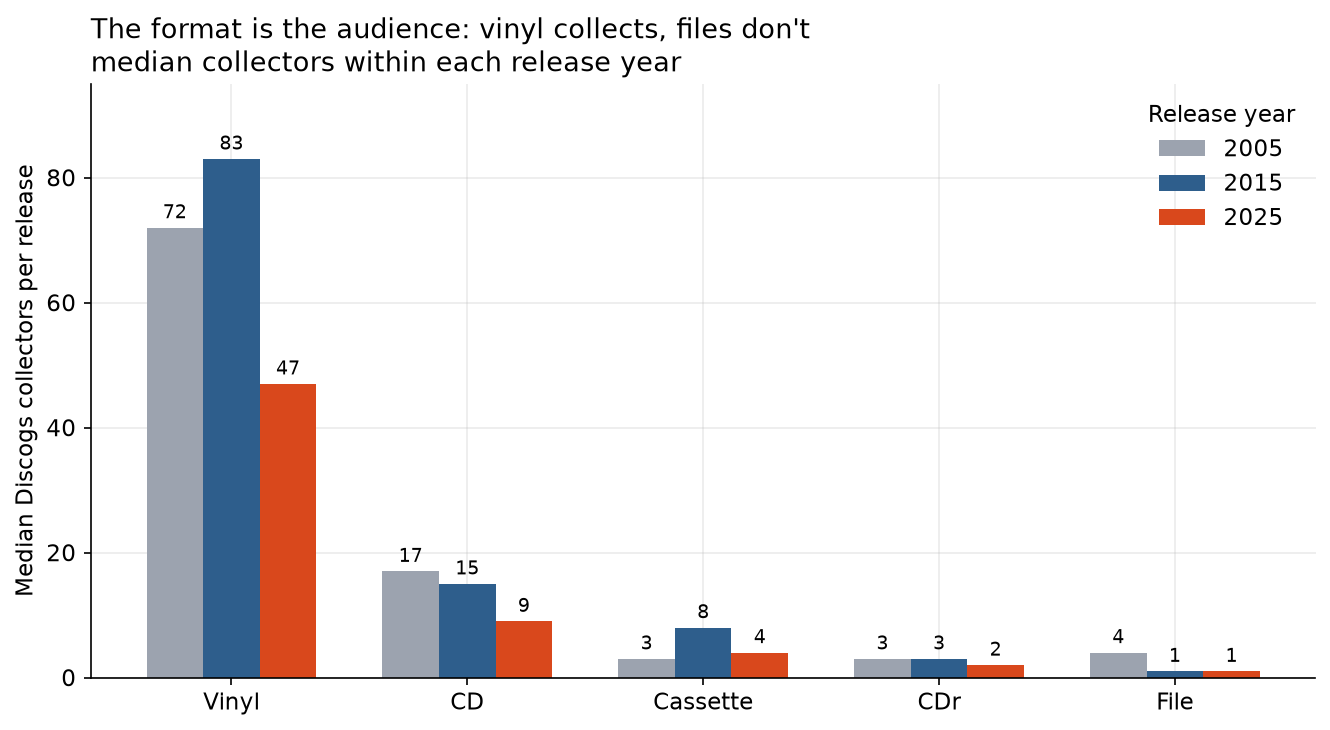 The format is the audience: vinyl collects, files don't
median collectors within each release year
Median Discogs collectors per release
80
60
40
20
0
Release year
2005
2015
2025
72
83
47
17
15
9
3
8
4
3
3
2
4
1
1
Vinyl
CD
Cassette
CDr
File